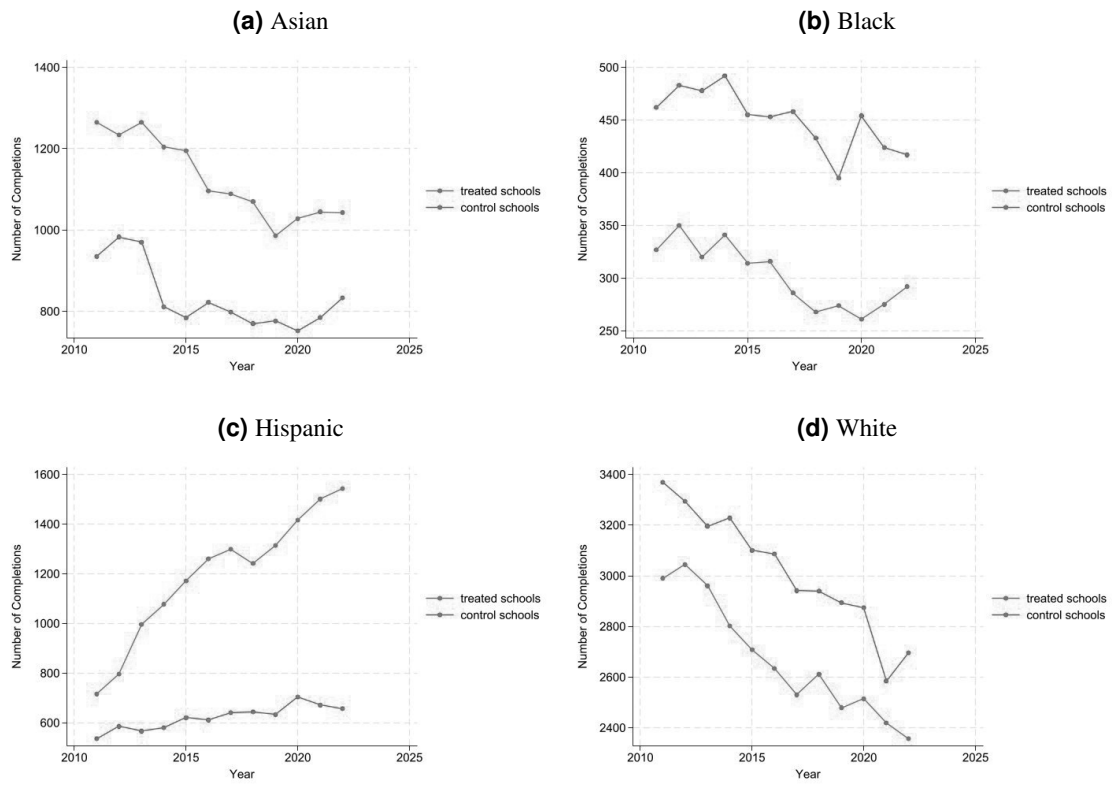 (a) Asian
1400
1200
1000
800
2010 2015 2020 2025
Number of Completions
Year
treated schools
control schools
(b) Black
500
450
400
350
300
250
2010 2015 2020 2025
Number of Completions
Year
treated schools
control schools
(c) Hispanic
1600
1400
1200
1000
800
600
2010 2015 2020 2025
Number of Completions
Year
treated schools
control schools
(d) White
3400
3200
3000
2800
2600
2400
2010 2015 2020 2025
Number of Completions
Year
treated schools
control schools